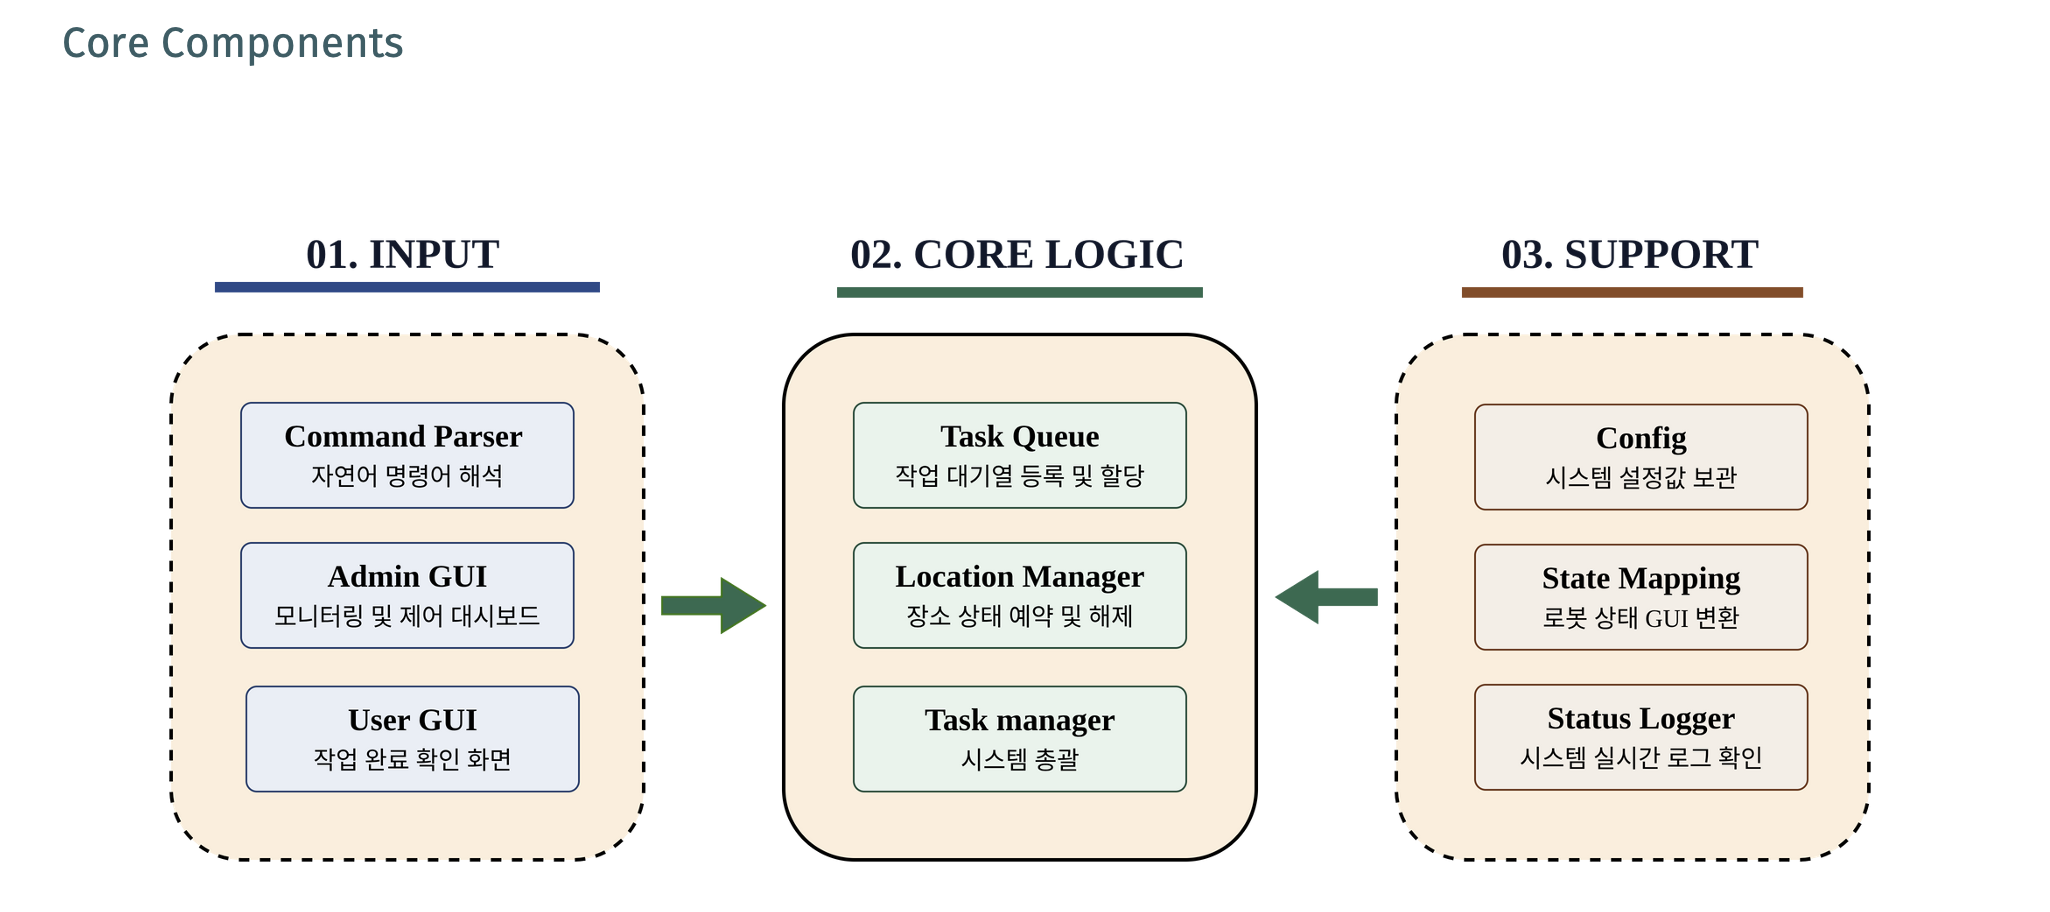 Core Components
01. INPUT
Command Parser
자연어 명령어 해석
Admin GUI
모니터링 및 제어 대시보드
User GUI
작업 완료 확인 화면
02. CORE LOGIC
Task Queue
작업 대기열 등록 및 할당
Location Manager
장소 상태 예약 및 해제
Task manager
시스템 총괄
03. SUPPORT
Config
시스템 설정값 보관
State Mapping
로봇 상태 GUI 변환
Status Logger
시스템 실시간 로그 확인